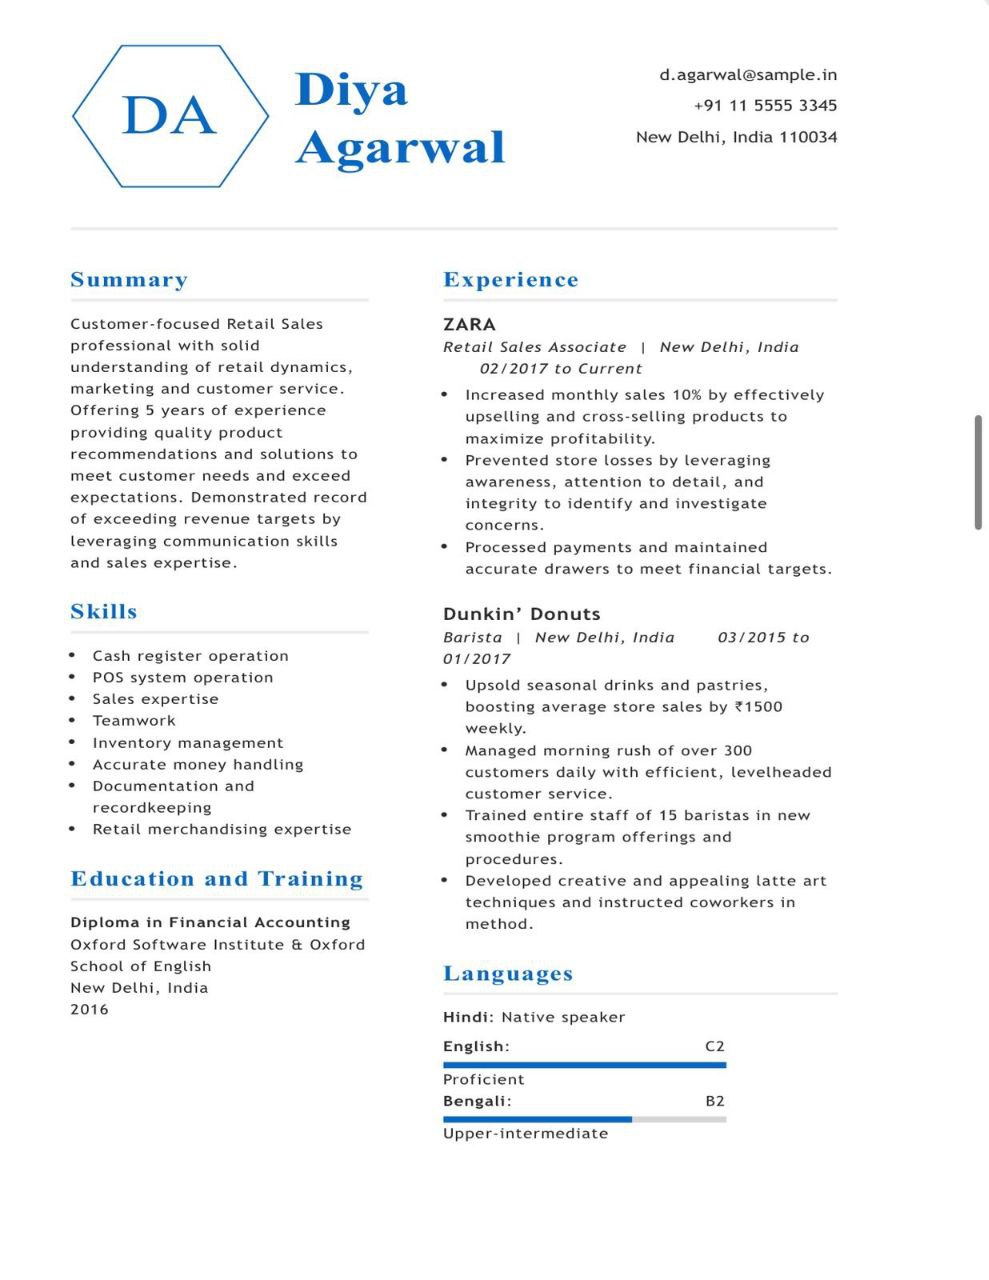 DA
Diya
Agarwal
d.agarwal@sample.in
+91 11 5555 3345
New Delhi, India 110034
Summary
Customer-focused Retail Sales
professional with solid
understanding of retail dynamics,
marketing and customer service.
Offering 5 years of experience
providing quality product
recommendations and solutions to
meet customer needs and exceed
expectations. Demonstrated record
of exceeding revenue targets by
leveraging communication skills
and sales expertise.
Skills
• Cash register operation
• POS system operation
• Sales expertise
• Teamwork
• Inventory management
• Accurate money handling
• Documentation and
recordkeeping
• Retail merchandising expertise
Education and Training
Diploma in Financial Accounting
Oxford Software Institute & Oxford
School of English
New Delhi, India
2016
Experience
ZARA
Retail Sales Associate | New Delhi, India
02/2017 to Current
• Increased monthly sales 10% by effectively
upselling and cross-selling products to
maximize profitability.
• Prevented store losses by leveraging
awareness, attention to detail, and
integrity to identify and investigate
concerns.
• Processed payments and maintained
accurate drawers to meet financial targets.
Dunkin’ Donuts
Barista | New Delhi, India 03/2015 to
01/2017
• Upsold seasonal drinks and pastries,
boosting average store sales by ₹1500
weekly.
• Managed morning rush of over 300
customers daily with efficient, levelheaded
customer service.
• Trained entire staff of 15 baristas in new
smoothie program offerings and
procedures.
• Developed creative and appealing latte art
techniques and instructed coworkers in
method.
Languages
Hindi: Native speaker
English: C2
Proficient
Bengali: B2
Upper-intermediate